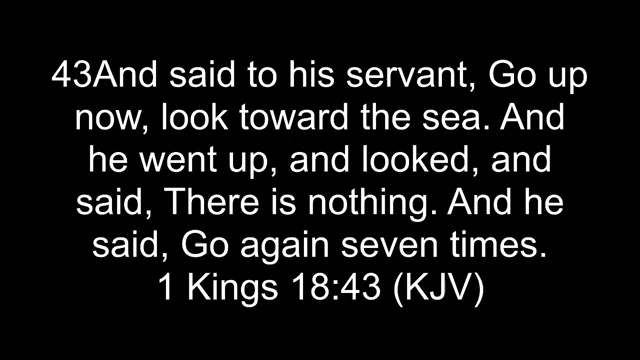 43And said to his servant, Go up
now, look toward the sea. And
he went up, and looked, and
said, There is nothing. And he
said, Go again seven times.
1 Kings 18:43 (KJV)